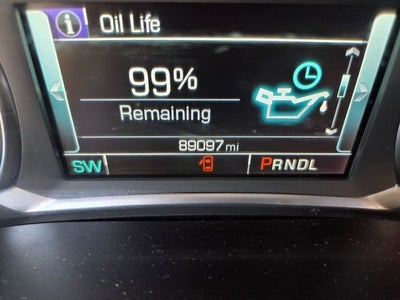 Oil Life
99%
Remaining
89097 mi
SW PRNDL